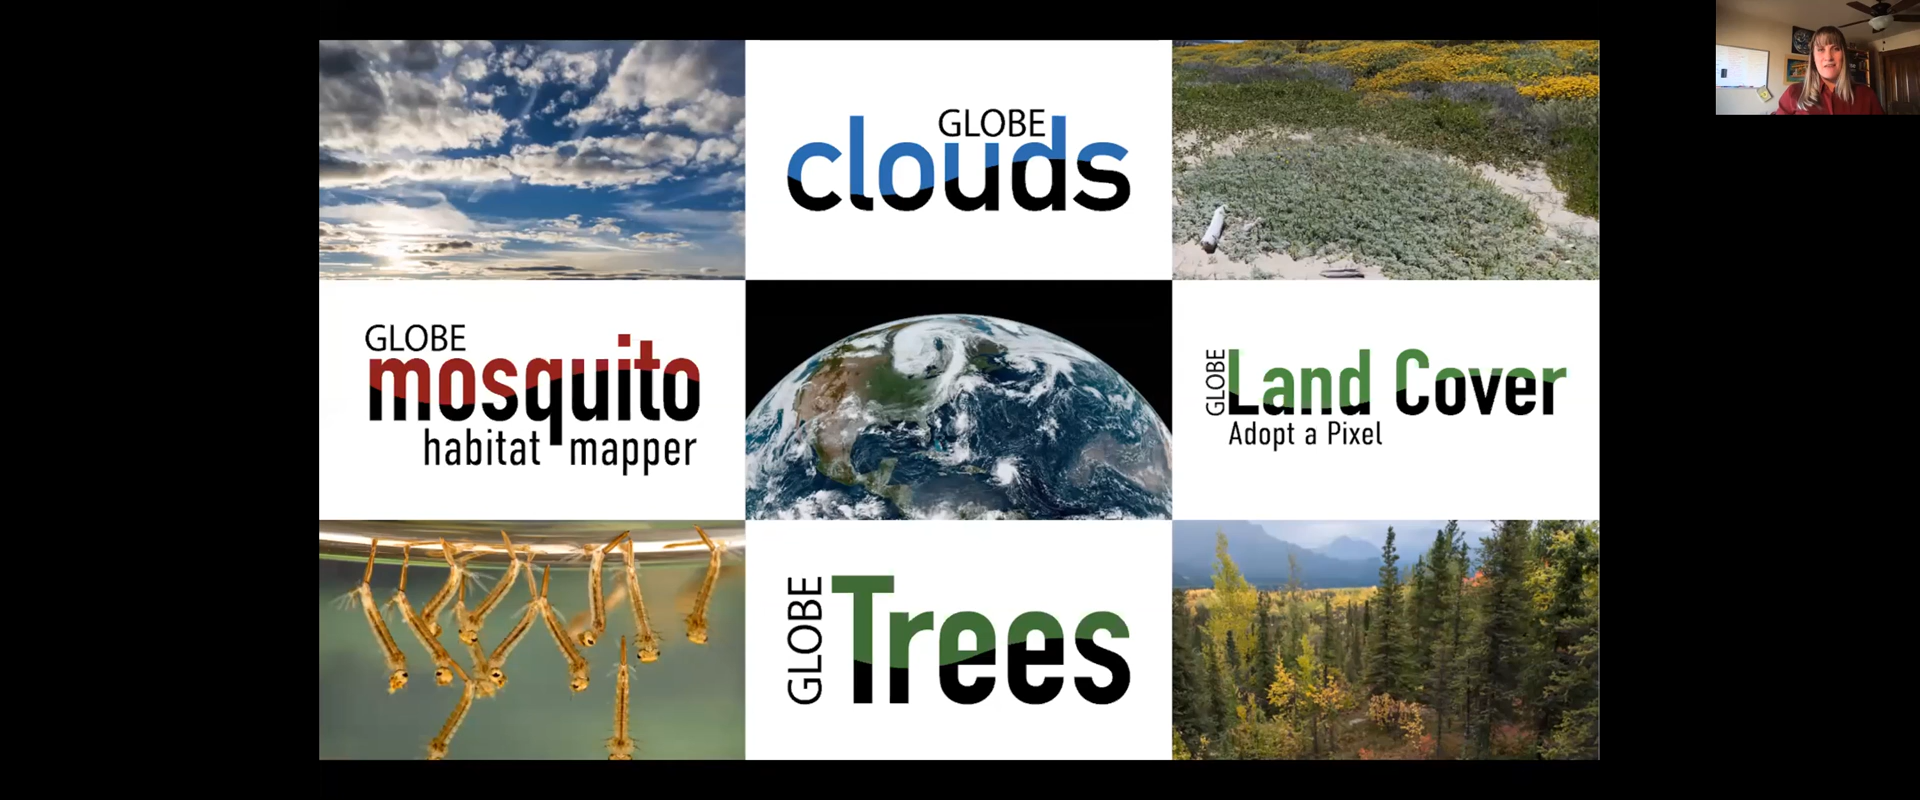 GLOBE
clouds
GLOBE
mosquito
habitat mapper
GLOBE
Land Cover
Adopt a Pixel
GLOBE
Trees